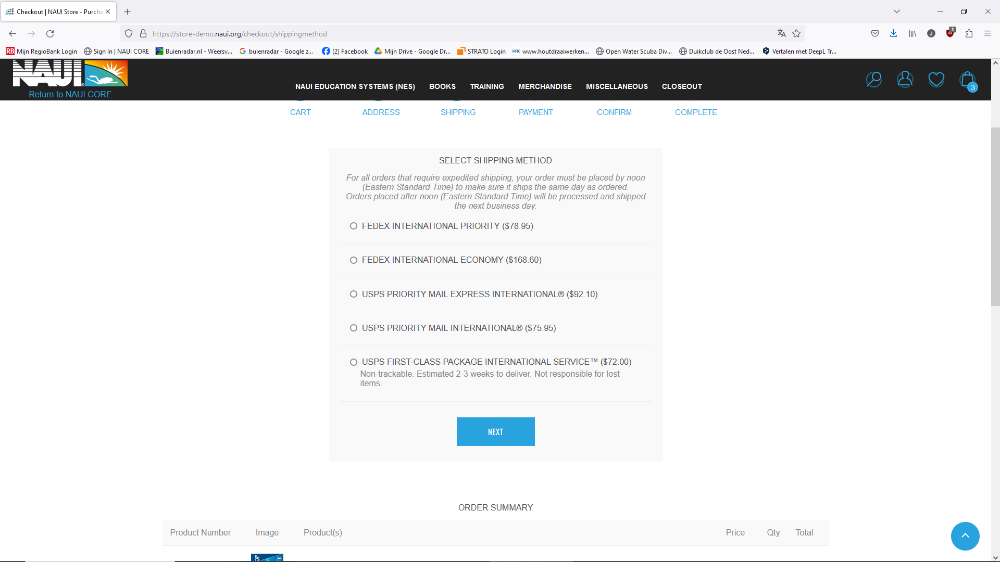 Checkout | NAUI Store - Purcha
https://store-demo.naui.org/checkout/shippingmethod
1
RB Mijn RegioBank Login
Sign In | NAUI CORE
Buienradar.nl - Weersv...
buienradar - Google z...
(2) Facebook
Mijn Drive - Google Dr...
STRATO Login
www.houtdraaiwerken...
Open Water Scuba Div...
Duikclub de Oost Ned...
Vertalen met DeepL Tr...
NAUI
Return to NAUI CORE
NAUI EDUCATION SYSTEMS (NES) BOOKS TRAINING MERCHANDISE MISCELLANEOUS CLOSEOUT
3
CART ADDRESS SHIPPING PAYMENT CONFIRM COMPLETE
SELECT SHIPPING METHOD
For all orders that require expedited shipping, your order must be placed by noon
(Eastern Standard Time) to make sure it ships the same day as ordered.
Orders placed after noon (Eastern Standard Time) will be processed and shipped
the next business day.
FEDEX INTERNATIONAL PRIORITY ($78.95)
FEDEX INTERNATIONAL ECONOMY ($168.60)
USPS PRIORITY MAIL EXPRESS INTERNATIONAL® ($92.10)
USPS PRIORITY MAIL INTERNATIONAL® ($75.95)
USPS FIRST-CLASS PACKAGE INTERNATIONAL SERVICE™ ($72.00)
Non-trackable. Estimated 2-3 weeks to deliver. Not responsible for lost
items.
NEXT
ORDER SUMMARY
Product Number Image Product(s) Price Qty Total